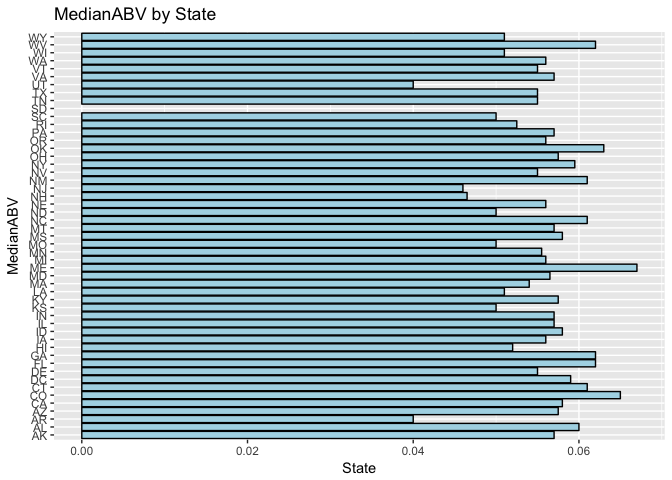 MedianABV by State
MedianABV
WY
WV
WI
WA
VT
VA
UT
TX
TN
SD
SC
RI
PA
OR
OK
OH
NY
NV
NM
NJ
NH
NE
ND
NC
MT
MS
MO
MN
MI
ME
MD
MA
LA
KY
KS
IN
IL
ID
IA
HI
GA
FL
DE
DC
CT
CO
CA
AZ
AR
AL
AK
0.00 0.02 0.04 0.06
State